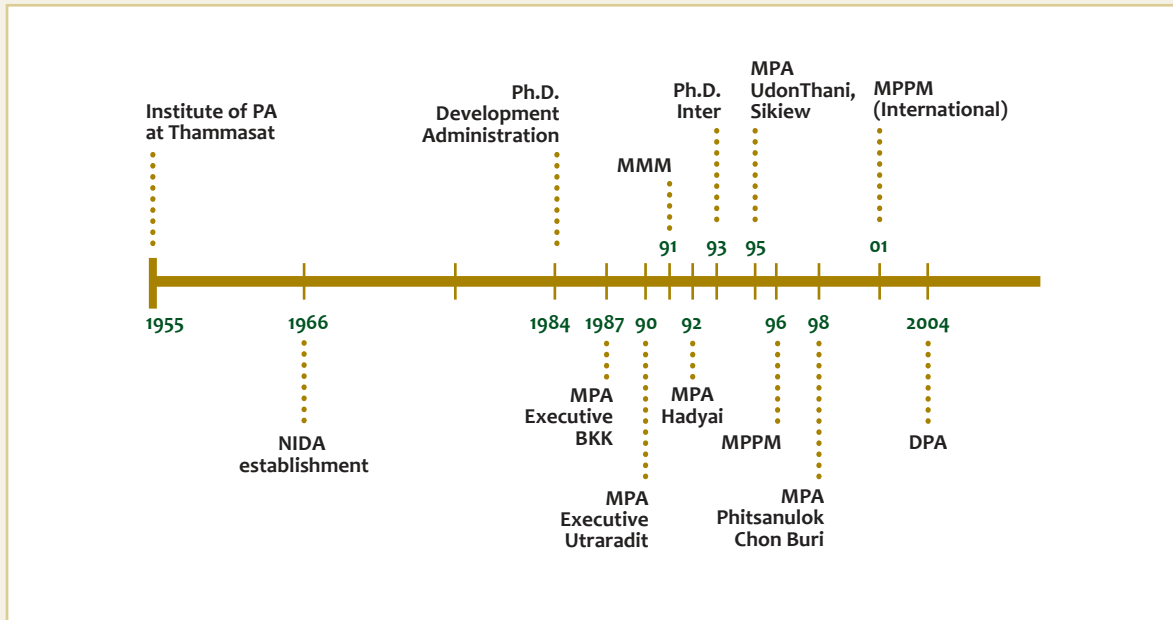 Institute of PA
at Thammasat
Ph.D.
Development
Administration
MMM
Ph.D.
Inter
MPA
UdonThani,
Sikiew
MPPM
(International)
91
93
95
01
1955
1966
1984
1987
90
92
96
98
2004
NIDA
establishment
MPA
Executive
BKK
MPA
Executive
Utraradit
MPA
Hadyai
MPPM
MPA
Phitsanulok
Chon Buri
DPA